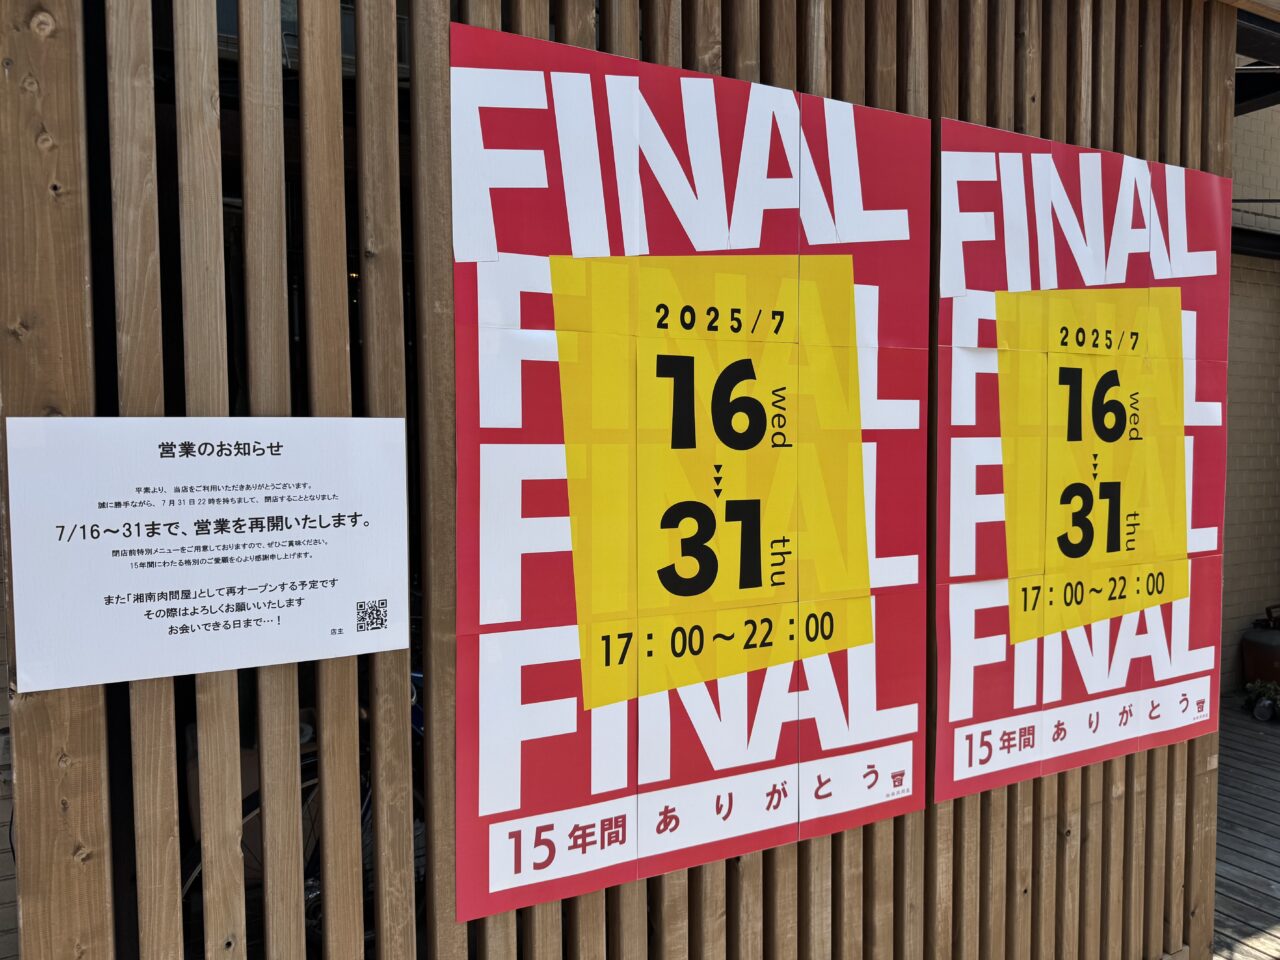 営業のお知らせ
平素より、当店をご利用いただきありがとうございます。
誠に勝手ながら、7月31日22時を持ちまして、閉店することとなりました
7/16～31まで、営業を再開いたします。
閉店前特別メニューをご用意しておりますので、ぜひご賞味ください。
15年間にわたる格別のご愛顧を心より感謝申し上げます。
また「湘南肉問屋」として再オープンする予定です
その際はよろしくお願いいたします
お会いできる日まで…！
店主
FINAL
FINAL
2025/7
16 wed
31 thu
FINAL
17：00～22：00
FINAL
15年間ありがとう
FINAL
FINAL
2025/7
16 wed
31 thu
FINAL
17：00～22：00
FINAL
15年間ありがとう